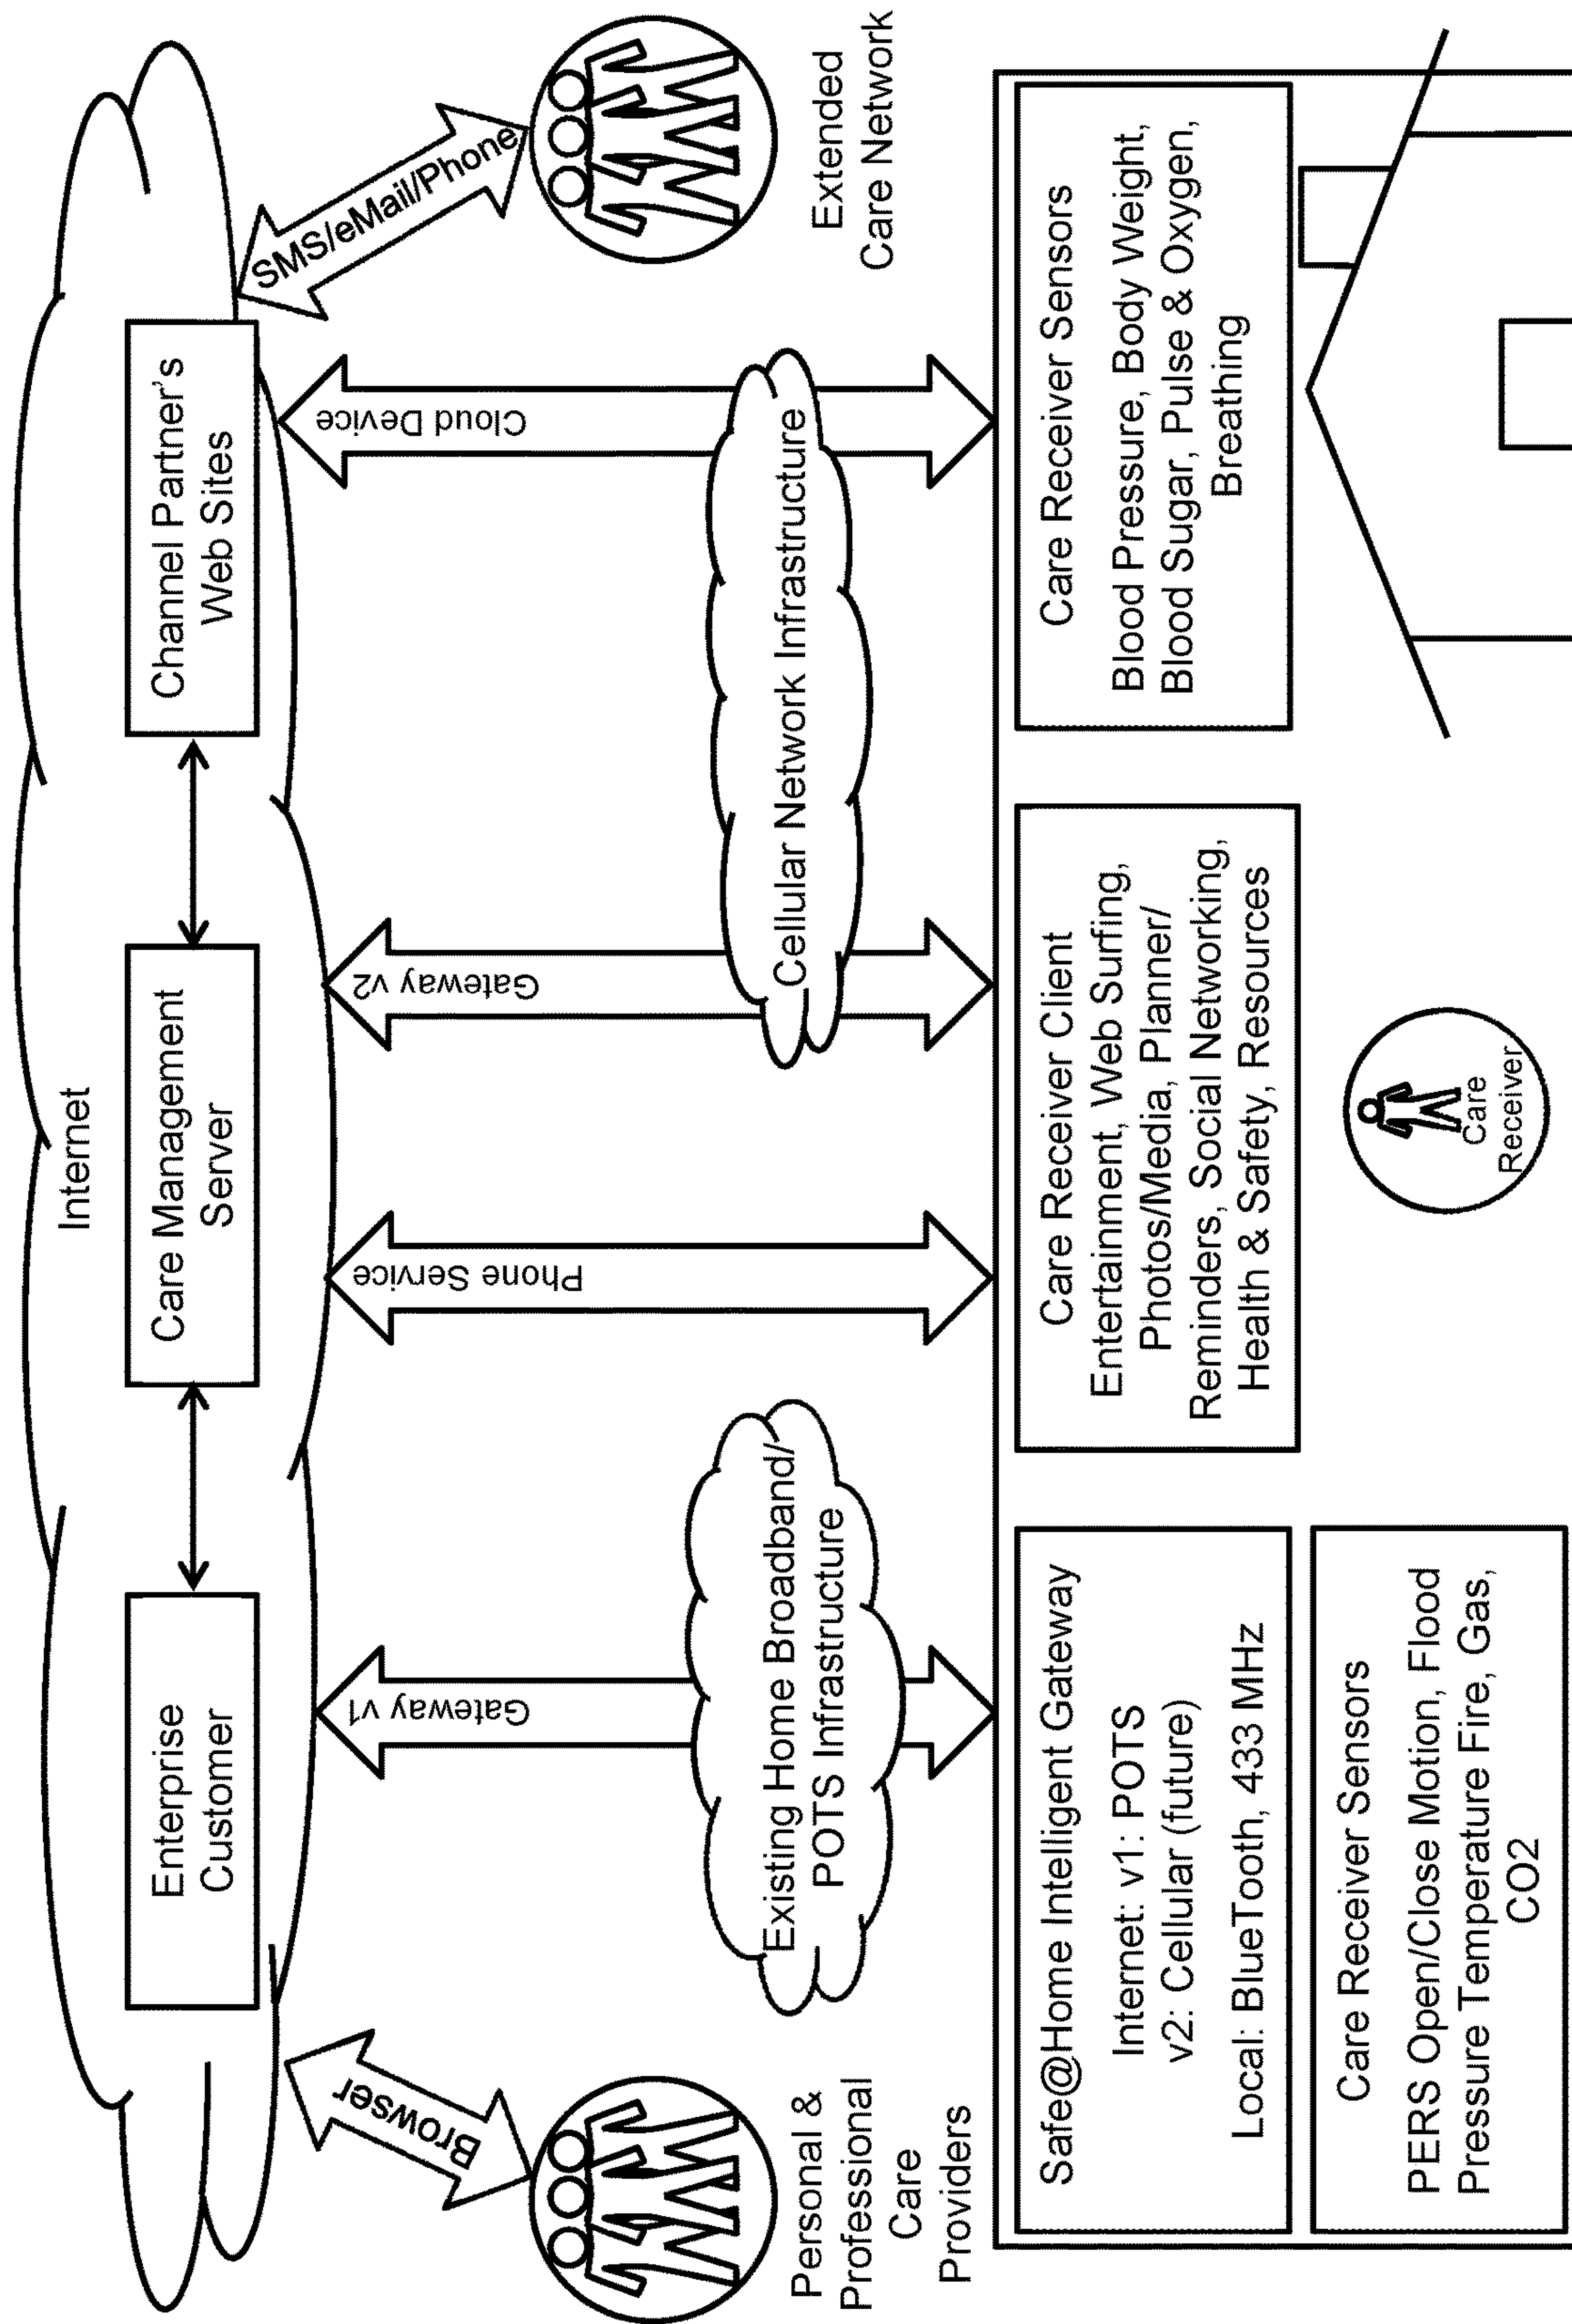 Internet
Enterprise
Customer
Care Management
Server
Channel Partner's
Web Sites
Browser
Gateway v1
Phone Service
Gateway v2
Cloud Device
SMS/eMail/Phone
Personal &
Professional
Care
Providers
Existing Home Broadband/
POTS Infrastructure
Cellular Network Infrastructure
Extended
Care Network
Safe@Home Intelligent Gateway
Internet: v1: POTS
v2: Cellular (future)
Local: BlueTooth, 433 MHz
Care Receiver Sensors
PERS Open/Close Motion, Flood
Pressure Temperature Fire, Gas,
CO2
Care Receiver Client
Entertainment, Web Surfing,
Photos/Media, Planner/
Reminders, Social Networking,
Health & Safety, Resources
Care
Receiver
Care Receiver Sensors
Blood Pressure, Body Weight,
Blood Sugar, Pulse & Oxygen,
Breathing